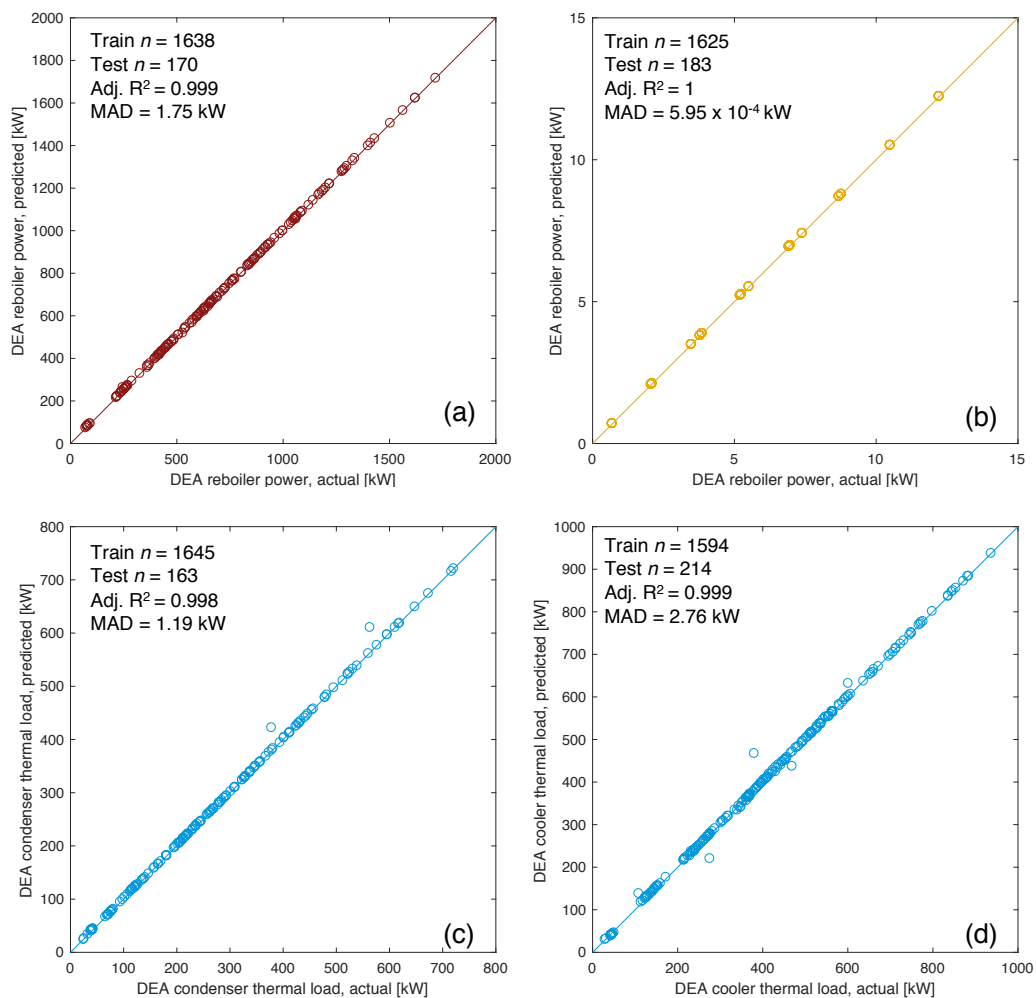 2000
1800
1600
1400
1200
1000
800
600
400
200
0
DEA reboiler power, predicted [kW]
Train n = 1638
Test n = 170
Adj. R² = 0.999
MAD = 1.75 kW
(a)
0 500 1000 1500 2000
DEA reboiler power, actual [kW]
15
10
5
0
DEA reboiler power, predicted [kW]
Train n = 1625
Test n = 183
Adj. R² = 1
MAD = 5.95 x 10⁻⁴ kW
(b)
0 5 10 15
DEA reboiler power, actual [kW]
800
700
600
500
400
300
200
100
0
DEA condenser thermal load, predicted [kW]
Train n = 1645
Test n = 163
Adj. R² = 0.998
MAD = 1.19 kW
(c)
0 100 200 300 400 500 600 700 800
DEA condenser thermal load, actual [kW]
1000
900
800
700
600
500
400
300
200
100
0
DEA cooler thermal load, predicted [kW]
Train n = 1594
Test n = 214
Adj. R² = 0.999
MAD = 2.76 kW
(d)
0 200 400 600 800 1000
DEA cooler thermal load, actual [kW]